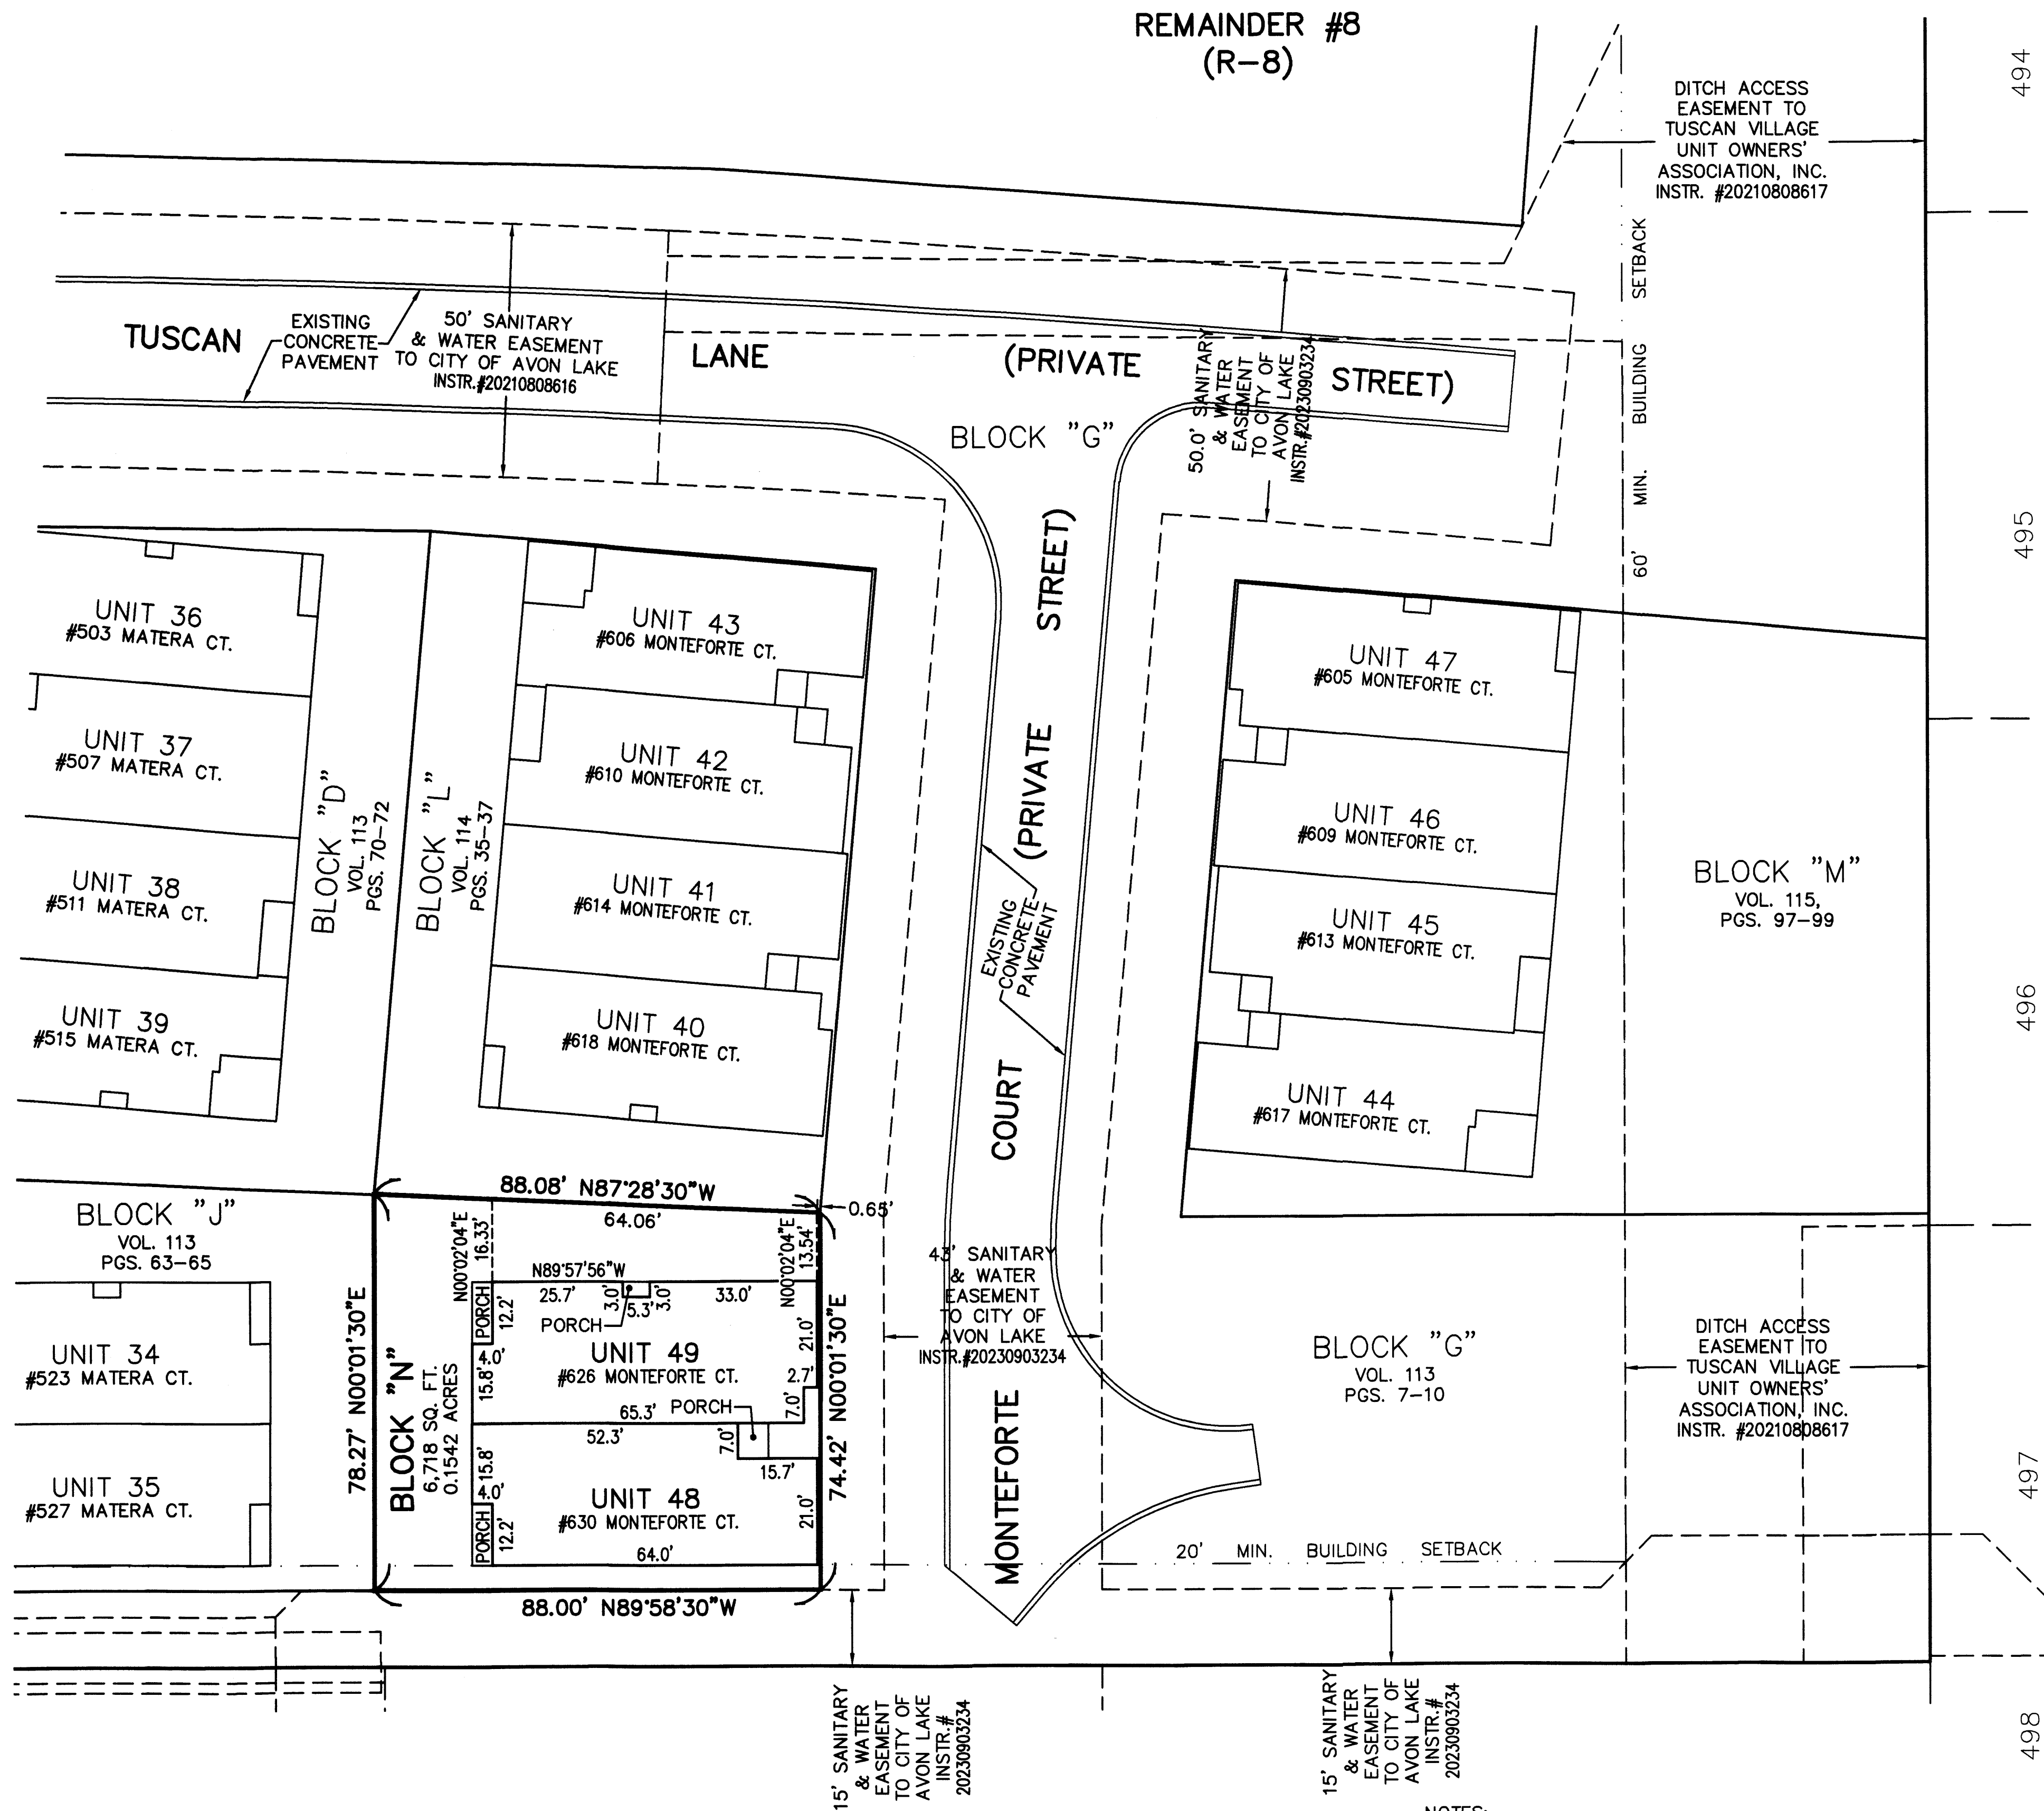 REMAINDER #8
(R-8)
494
DITCH ACCESS
EASEMENT TO
TUSCAN VILLAGE
UNIT OWNERS'
ASSOCIATION, INC.
INSTR. #20210808617
TUSCAN
EXISTING
CONCRETE
PAVEMENT
50' SANITARY
& WATER EASEMENT
TO CITY OF AVON LAKE
INSTR.#20210808616
LANE
(PRIVATE
STREET)
BLOCK "G"
50.0' SANITARY
& WATER
EASEMENT
TO CITY OF
AVON LAKE
INSTR.#20230903234
60' MIN. BUILDING SETBACK
495
UNIT 36
#503 MATERA CT.
UNIT 37
#507 MATERA CT.
UNIT 38
#511 MATERA CT.
UNIT 39
#515 MATERA CT.
BLOCK "D"
VOL. 113
PGS. 70-72
BLOCK "L"
VOL. 114
PGS. 35-37
UNIT 43
#606 MONTEFORTE CT.
UNIT 42
#610 MONTEFORTE CT.
UNIT 41
#614 MONTEFORTE CT.
UNIT 40
#618 MONTEFORTE CT.
MONTEFORTE COURT (PRIVATE STREET)
EXISTING
CONCRETE
PAVEMENT
UNIT 47
#605 MONTEFORTE CT.
UNIT 46
#609 MONTEFORTE CT.
UNIT 45
#613 MONTEFORTE CT.
UNIT 44
#617 MONTEFORTE CT.
BLOCK "M"
VOL. 115,
PGS. 97-99
496
BLOCK "J"
VOL. 113
PGS. 63-65
UNIT 34
#523 MATERA CT.
UNIT 35
#527 MATERA CT.
88.08' N87°28'30"W
0.65'
64.06'
N00°02'04"E
16.33'
N00°02'04"E
13.54'
N89°57'56"W
25.7'
3.0'
5.3'
3.0'
33.0'
PORCH
12.2'
PORCH
4.0'
15.8'
UNIT 49
#626 MONTEFORTE CT.
21.0'
2.7'
7.0'
65.3'
PORCH
52.3'
7.0'
15.7'
15.8'
4.0'
PORCH
12.2'
UNIT 48
#630 MONTEFORTE CT.
21.0'
64.0'
78.27' N00°01'30"E
BLOCK "N"
6,718 SQ. FT.
0.1542 ACRES
74.42' N00°01'30"E
88.00' N89°58'30"W
43' SANITARY
& WATER
EASEMENT
TO CITY OF
AVON LAKE
INSTR.#20230903234
BLOCK "G"
VOL. 113
PGS. 7-10
DITCH ACCESS
EASEMENT TO
TUSCAN VILLAGE
UNIT OWNERS'
ASSOCIATION, INC.
INSTR. #20210808617
497
20' MIN. BUILDING SETBACK
15' SANITARY
& WATER
EASEMENT
TO CITY OF
AVON LAKE
INSTR.#
20230903234
15' SANITARY
& WATER
EASEMENT
TO CITY OF
AVON LAKE
INSTR.#
20230903234
498
NOTES: